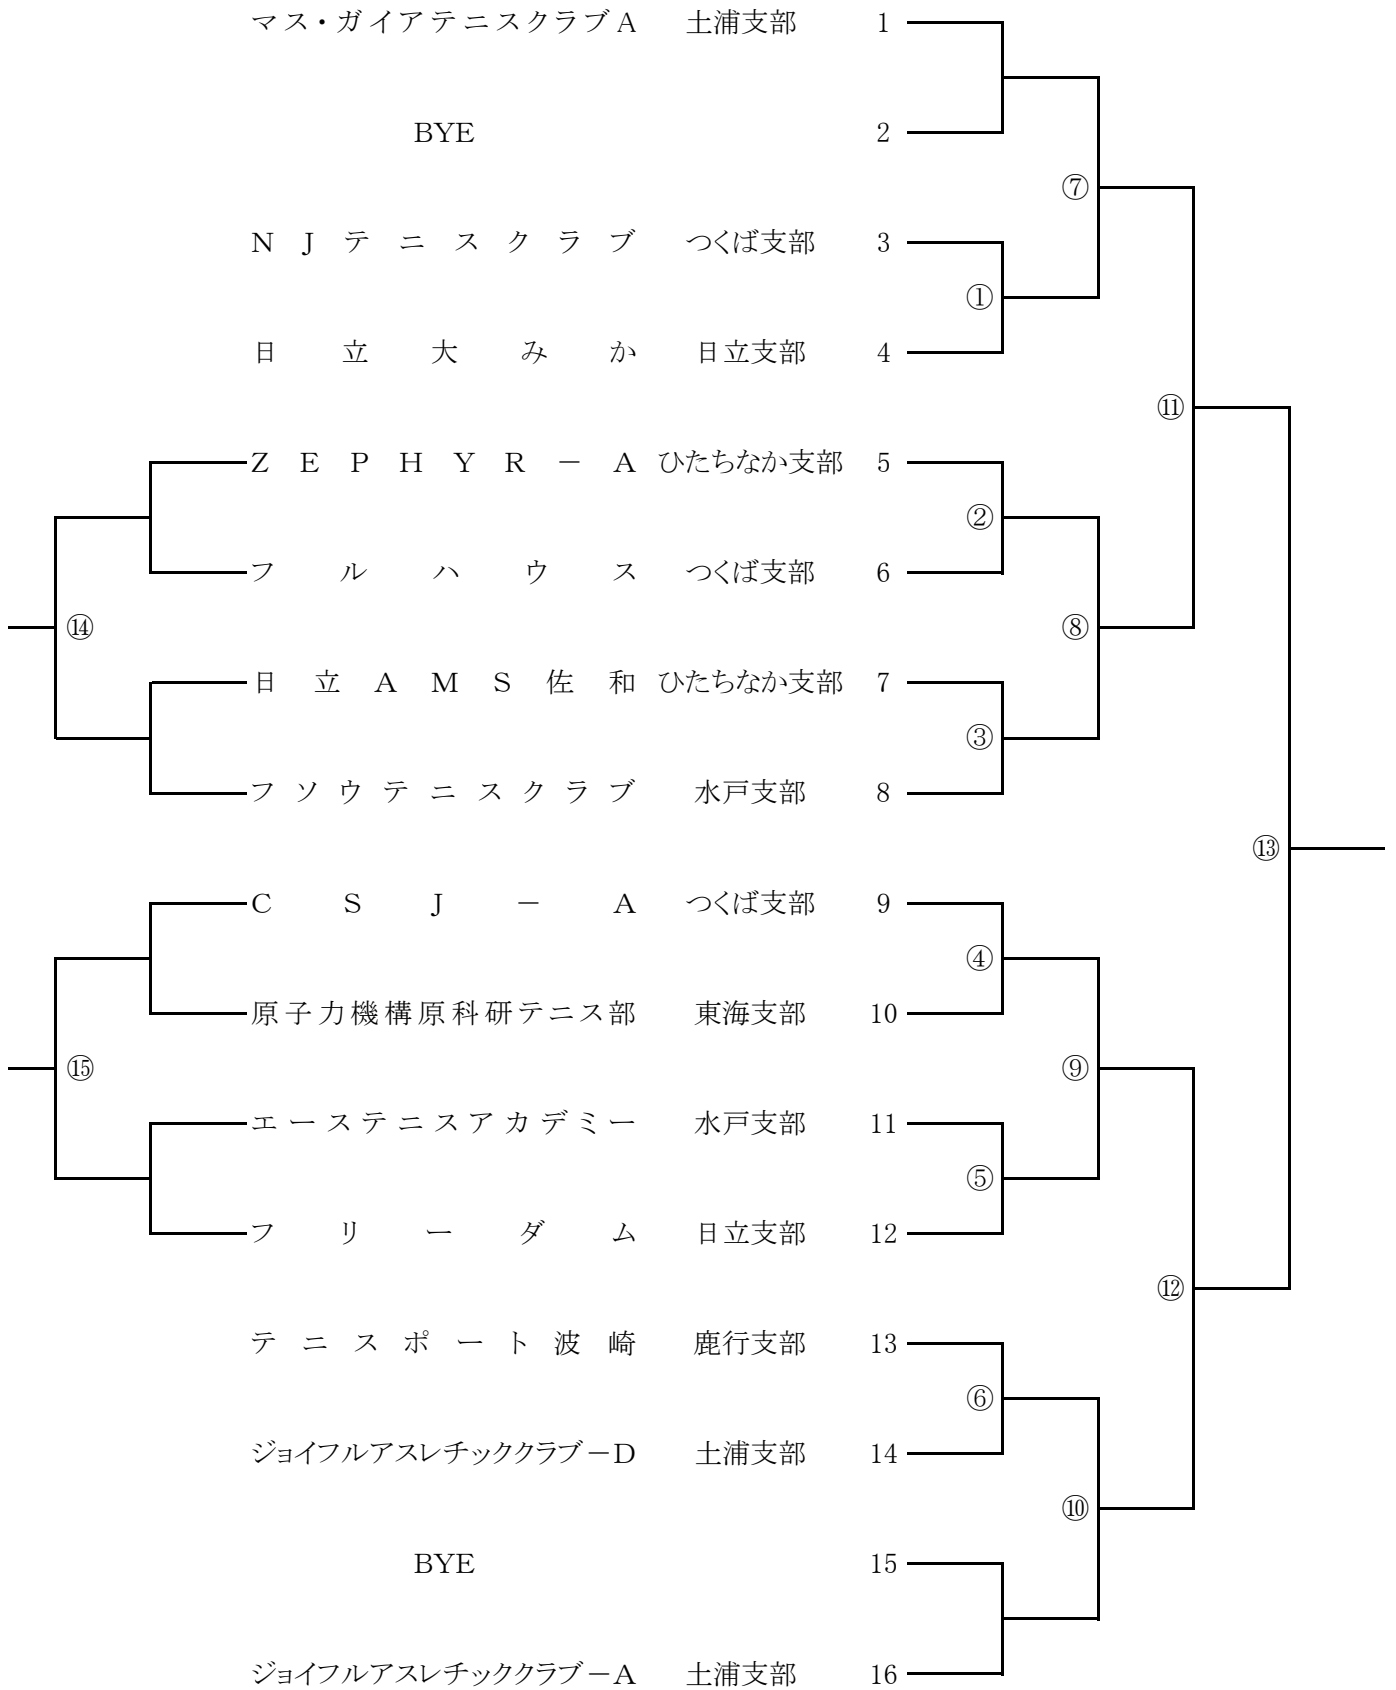 マス・ガイアテニスクラブA 土浦支部 1
BYE 2
⑦
NJテニスクラブ つくば支部 3
①
日立大みか 日立支部 4
⑪
ZEPHYR－A ひたちなか支部 5
②
フルハウス つくば支部 6
⑭ ⑧
日立AMS佐和 ひたちなか支部 7
③
フソウテニスクラブ 水戸支部 8
⑬
CSJ－A つくば支部 9
④
原子力機構原科研テニス部 東海支部 10
⑮ ⑨
エーステニスアカデミー 水戸支部 11
⑤
フリーダム 日立支部 12
⑫
テニスポート波崎 鹿行支部 13
⑥
ジョイフルアスレチッククラブ－D 土浦支部 14
⑩
BYE 15
ジョイフルアスレチッククラブ－A 土浦支部 16